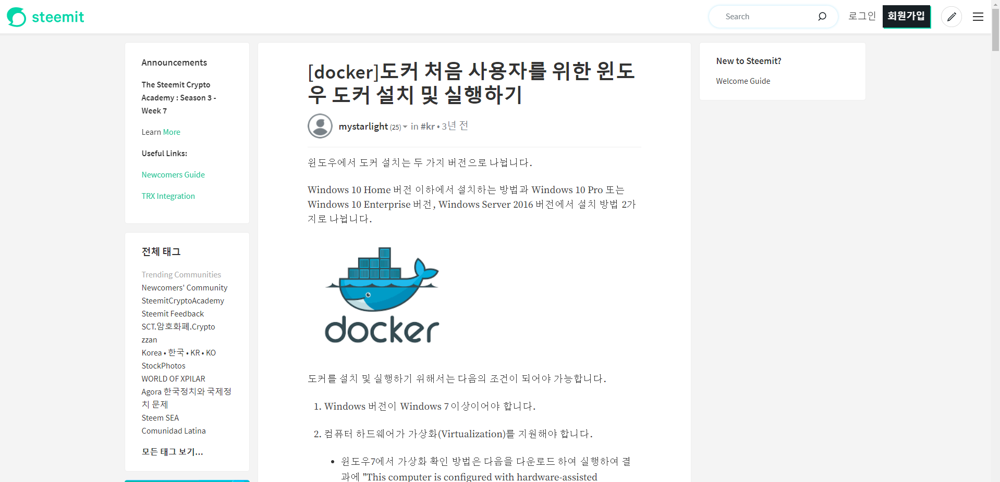 steemit
Search
로그인
회원가입
Announcements
The Steemit Crypto
Academy : Season 3 -
Week 7
Learn More
Useful Links:
Newcomers Guide
TRX Integration
전체 태그
Trending Communities
Newcomers' Community
SteemitCryptoAcademy
Steemit Feedback
SCT.암호화폐.Crypto
zzan
Korea • 한국 • KR • KO
StockPhotos
WORLD OF XPILAR
Agora 한국정치와 국제정
치 문제
Steem SEA
Comunidad Latina
모든 태그 보기...
[docker]도커 처음 사용자를 위한 윈도
우 도커 설치 및 실행하기
mystarlight (25) in #kr • 3년 전
윈도우에서 도커 설치는 두 가지 버전으로 나뉩니다.
Windows 10 Home 버전 이하에서 설치하는 방법과 Windows 10 Pro 또는
Windows 10 Enterprise 버전, Windows Server 2016 버전에서 설치 방법 2가
지로 나뉩니다.
docker
도커를 설치 및 실행하기 위해서는 다음의 조건이 되어야 가능합니다.
1. Windows 버전이 Windows 7 이상이어야 합니다.
2. 컴퓨터 하드웨어가 가상화(Virtualization)를 지원해야 합니다.
• 윈도우7에서 가상화 확인 방법은 다음을 다운로드 하여 실행하여 결
과에 "This computer is configured with hardware-assisted
New to Steemit?
Welcome Guide